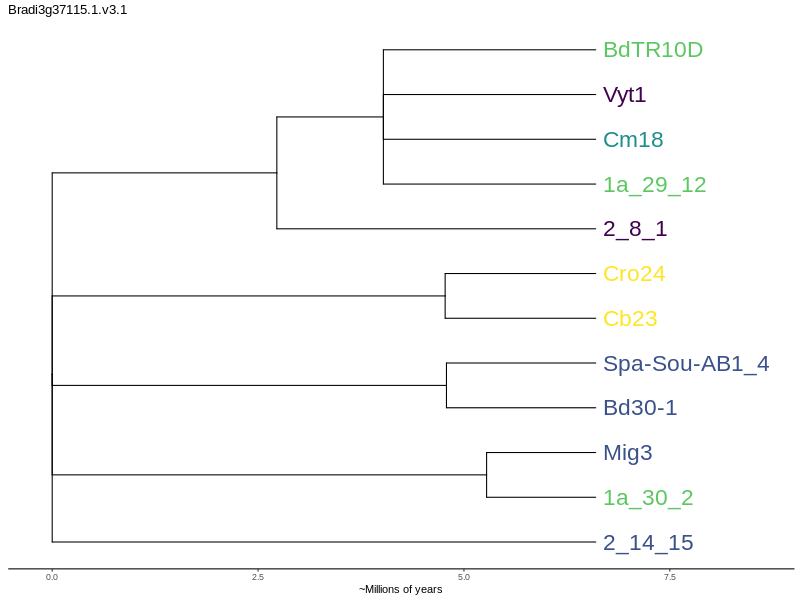 Bradi3g37115.1.v3.1
BdTR10D
Vyt1
Cm18
1a_29_12
2_8_1
Cro24
Cb23
Spa-Sou-AB1_4
Bd30-1
Mig3
1a_30_2
2_14_15
0.0 2.5 5.0 7.5
~Millions of years